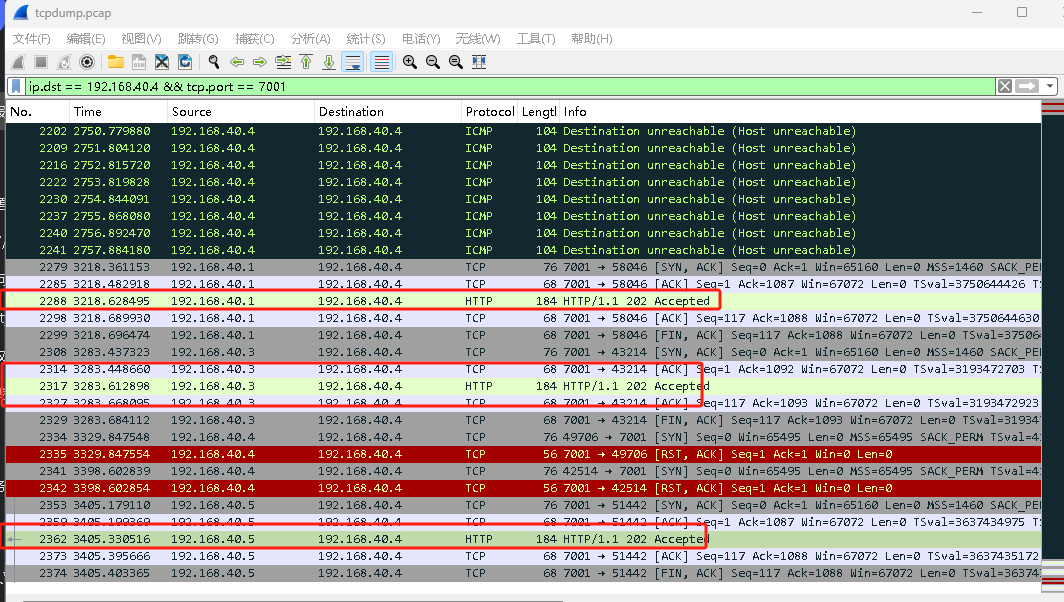 tcpdump.pcap
文件(F) 编辑(E) 视图(V) 跳转(G) 捕获(C) 分析(A) 统计(S) 电话(Y) 无线(W) 工具(T) 帮助(H)
ip.dst == 192.168.40.4 && tcp.port == 7001
No. Time Source Destination Protocol Lengtl Info
2202 2750.779880 192.168.40.4 192.168.40.4 ICMP 104 Destination unreachable (Host unreachable)
2209 2751.804120 192.168.40.4 192.168.40.4 ICMP 104 Destination unreachable (Host unreachable)
2216 2752.815720 192.168.40.4 192.168.40.4 ICMP 104 Destination unreachable (Host unreachable)
2222 2753.819828 192.168.40.4 192.168.40.4 ICMP 104 Destination unreachable (Host unreachable)
2230 2754.844091 192.168.40.4 192.168.40.4 ICMP 104 Destination unreachable (Host unreachable)
2237 2755.868080 192.168.40.4 192.168.40.4 ICMP 104 Destination unreachable (Host unreachable)
2240 2756.892470 192.168.40.4 192.168.40.4 ICMP 104 Destination unreachable (Host unreachable)
2241 2757.884180 192.168.40.4 192.168.40.4 ICMP 104 Destination unreachable (Host unreachable)
2279 3218.361153 192.168.40.1 192.168.40.4 TCP 76 7001 → 58046 [SYN, ACK] Seq=0 Ack=1 Win=65160 Len=0 MSS=1460 SACK_PE
2285 3218.482918 192.168.40.1 192.168.40.4 TCP 68 7001 → 58046 [ACK] Seq=1 Ack=1087 Win=67072 Len=0 TSval=3750644426 T
2288 3218.628495 192.168.40.1 192.168.40.4 HTTP 184 HTTP/1.1 202 Accepted
2298 3218.689930 192.168.40.1 192.168.40.4 TCP 68 7001 → 58046 [ACK] Seq=117 Ack=1088 Win=67072 Len=0 TSval=3750644630
2299 3218.696474 192.168.40.1 192.168.40.4 TCP 68 7001 → 58046 [FIN, ACK] Seq=117 Ack=1088 Win=67072 Len=0 TSval=37506
2308 3283.437323 192.168.40.3 192.168.40.4 TCP 76 7001 → 43214 [SYN, ACK] Seq=0 Ack=1 Win=65160 Len=0 MSS=1460 SACK_PE
2314 3283.448660 192.168.40.3 192.168.40.4 TCP 68 7001 → 43214 [ACK] Seq=1 Ack=1092 Win=67072 Len=0 TSval=3193472703 T
2317 3283.612898 192.168.40.3 192.168.40.4 HTTP 184 HTTP/1.1 202 Accepted
2327 3283.668095 192.168.40.3 192.168.40.4 TCP 68 7001 → 43214 [ACK] Seq=117 Ack=1093 Win=67072 Len=0 TSval=3193472923
2329 3283.684112 192.168.40.3 192.168.40.4 TCP 68 7001 → 43214 [FIN, ACK] Seq=117 Ack=1093 Win=67072 Len=0 TSval=31934
2334 3329.847548 192.168.40.4 192.168.40.4 TCP 76 49706 → 7001 [SYN] Seq=0 Win=65495 Len=0 MSS=65495 SACK_PERM TSval=4
2335 3329.847554 192.168.40.4 192.168.40.4 TCP 56 7001 → 49706 [RST, ACK] Seq=1 Ack=1 Win=0 Len=0
2341 3398.602839 192.168.40.4 192.168.40.4 TCP 76 42514 → 7001 [SYN] Seq=0 Win=65495 Len=0 MSS=65495 SACK_PERM TSval=4
2342 3398.602854 192.168.40.4 192.168.40.4 TCP 56 7001 → 42514 [RST, ACK] Seq=1 Ack=1 Win=0 Len=0
2353 3405.179110 192.168.40.5 192.168.40.4 TCP 76 7001 → 51442 [SYN, ACK] Seq=0 Ack=1 Win=65160 Len=0 MSS=1460 SACK_PE
2359 3405.199369 192.168.40.5 192.168.40.4 TCP 68 7001 → 51442 [ACK] Seq=1 Ack=1087 Win=67072 Len=0 TSval=3637434975 T
2362 3405.330516 192.168.40.5 192.168.40.4 HTTP 184 HTTP/1.1 202 Accepted
2373 3405.395666 192.168.40.5 192.168.40.4 TCP 68 7001 → 51442 [ACK] Seq=117 Ack=1088 Win=67072 Len=0 TSval=3637435172
2374 3405.403365 192.168.40.5 192.168.40.4 TCP 68 7001 → 51442 [FIN, ACK] Seq=117 Ack=1088 Win=67072 Len=0 TSval=36374